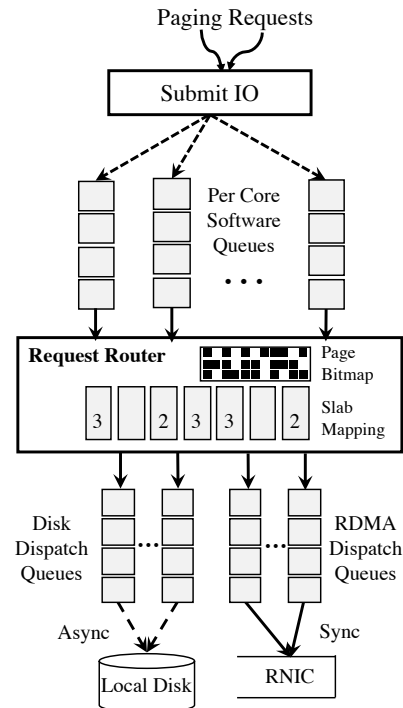 Paging Requests
Submit IO
Per Core
Software
Queues
. . .
Request Router
Page
Bitmap
3 2 3 3 2
Slab
Mapping
Disk
Dispatch
Queues
...
...
RDMA
Dispatch
Queues
Async
Sync
Local Disk
RNIC